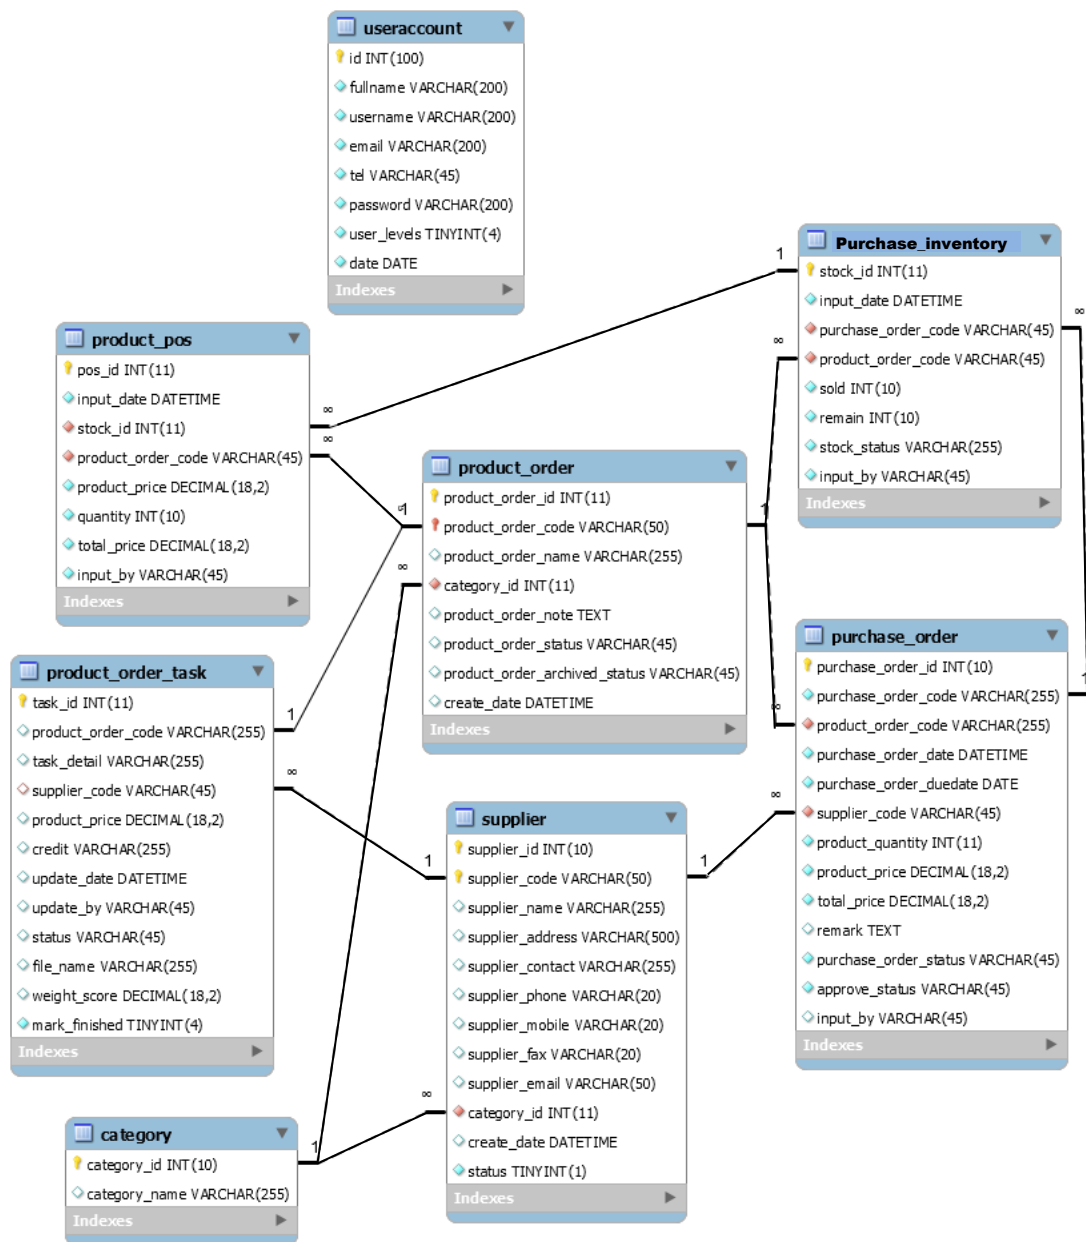 useraccount
id INT(100)
fullname VARCHAR(200)
username VARCHAR(200)
email VARCHAR(200)
tel VARCHAR(45)
password VARCHAR(200)
user_levels TINYINT(4)
date DATE
Indexes
Purchase_inventory
stock_id INT(11)
input_date DATETIME
purchase_order_code VARCHAR(45)
product_order_code VARCHAR(45)
sold INT(10)
remain INT(10)
stock_status VARCHAR(255)
input_by VARCHAR(45)
Indexes
1
∞
∞
1
1
product_pos
pos_id INT(11)
input_date DATETIME
stock_id INT(11)
product_order_code VARCHAR(45)
product_price DECIMAL(18,2)
quantity INT(10)
total_price DECIMAL(18,2)
input_by VARCHAR(45)
Indexes
∞
∞
product_order
product_order_id INT(11)
product_order_code VARCHAR(50)
product_order_name VARCHAR(255)
category_id INT(11)
product_order_note TEXT
product_order_status VARCHAR(45)
product_order_archived_status VARCHAR(45)
create_date DATETIME
Indexes
1
∞
product_order_task
task_id INT(11)
product_order_code VARCHAR(255)
task_detail VARCHAR(255)
supplier_code VARCHAR(45)
product_price DECIMAL(18,2)
credit VARCHAR(255)
update_date DATETIME
update_by VARCHAR(45)
status VARCHAR(45)
file_name VARCHAR(255)
weight_score DECIMAL(18,2)
mark_finished TINYINT(4)
Indexes
1
∞
purchase_order
purchase_order_id INT(10)
purchase_order_code VARCHAR(255)
product_order_code VARCHAR(255)
purchase_order_date DATETIME
purchase_order_duedate DATE
supplier_code VARCHAR(45)
product_quantity INT(11)
product_price DECIMAL(18,2)
total_price DECIMAL(18,2)
remark TEXT
purchase_order_status VARCHAR(45)
approve_status VARCHAR(45)
input_by VARCHAR(45)
Indexes
∞
∞
supplier
supplier_id INT(10)
supplier_code VARCHAR(50)
supplier_name VARCHAR(255)
supplier_address VARCHAR(500)
supplier_contact VARCHAR(255)
supplier_phone VARCHAR(20)
supplier_mobile VARCHAR(20)
supplier_fax VARCHAR(20)
supplier_email VARCHAR(50)
category_id INT(11)
create_date DATETIME
status TINYINT(1)
Indexes
1
1
∞
category
category_id INT(10)
category_name VARCHAR(255)
Indexes
1